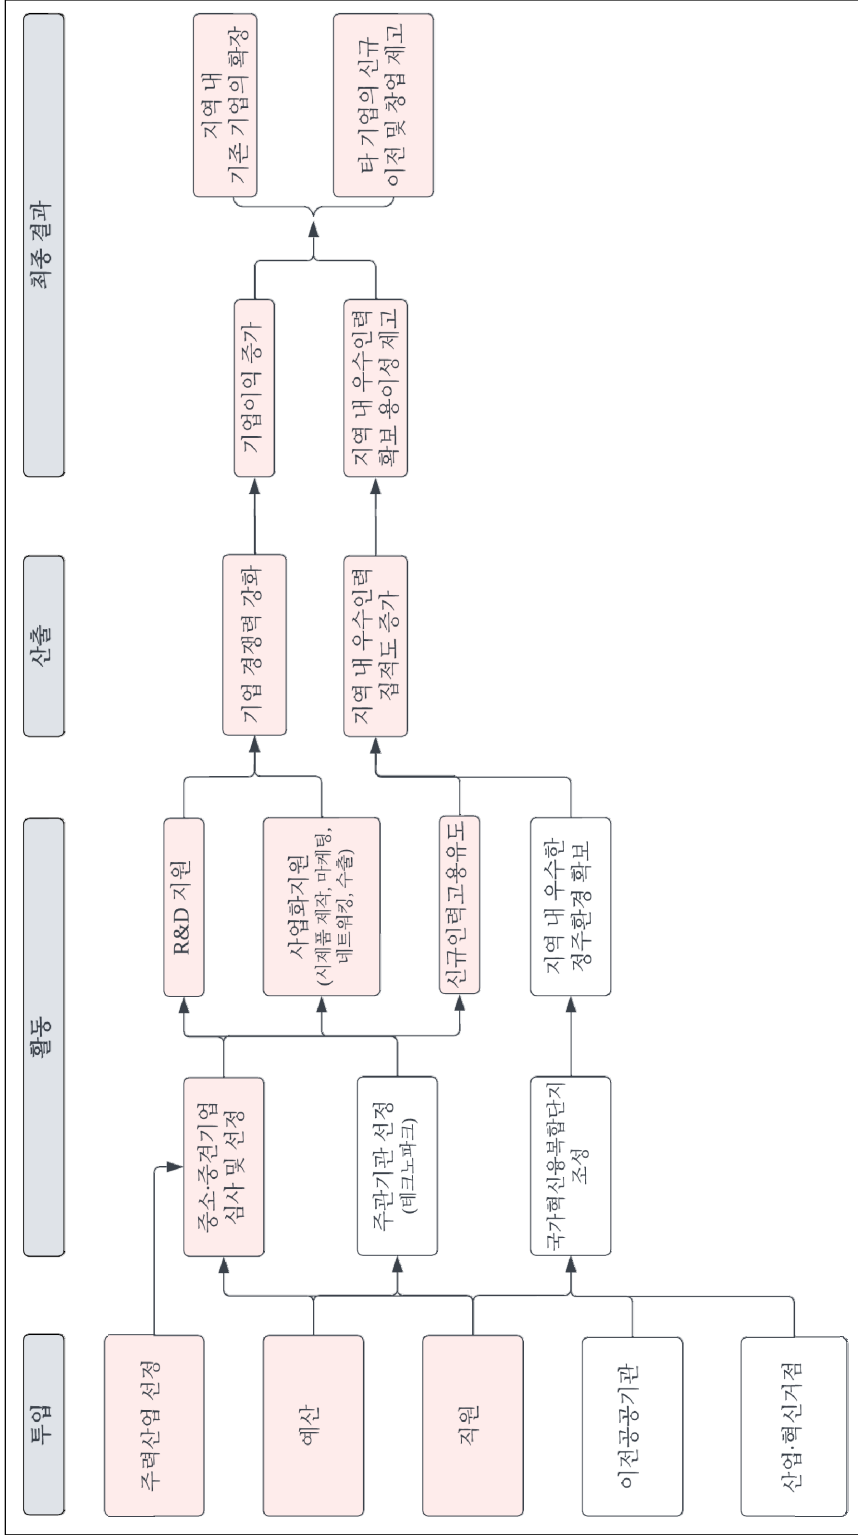 투입
활동
산출
최종 결과
주력산업 선정
예산
직원
이전공공기관
산업·혁신거점
중소·중견기업
심사 및 선정
주관기관 선정
(테크노파크)
국가혁신융복합단지
조성
R&D 지원
사업화지원
(시제품 제작, 마케팅,
네트워킹, 수출)
신규인력고용유도
지역 내 우수한
정주환경 확보
기업 경쟁력 강화
지역 내 우수인력
집적도 증가
기업이익 증가
지역 내 우수인력
확보 용이성 제고
지역 내
기존 기업의 확장
타 기업의 신규
이전 및 창업 제고